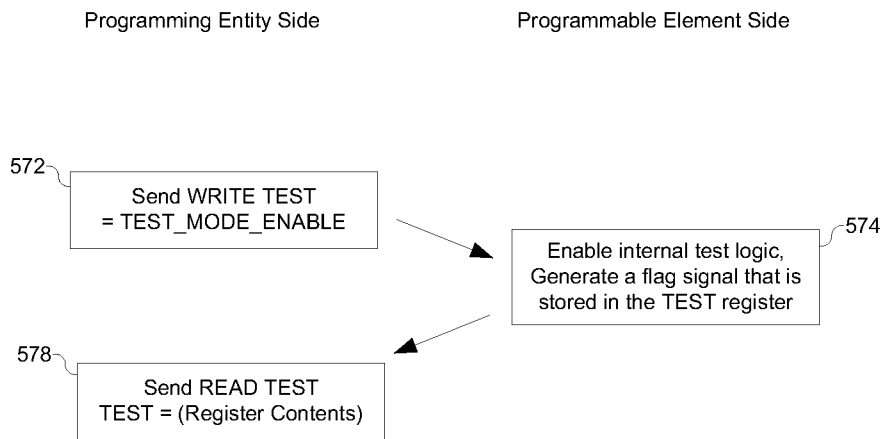 Programming Entity Side
Programmable Element Side
572
Send WRITE TEST
= TEST_MODE_ENABLE
574
Enable internal test logic,
Generate a flag signal that is
stored in the TEST register
578
Send READ TEST
TEST = (Register Contents)